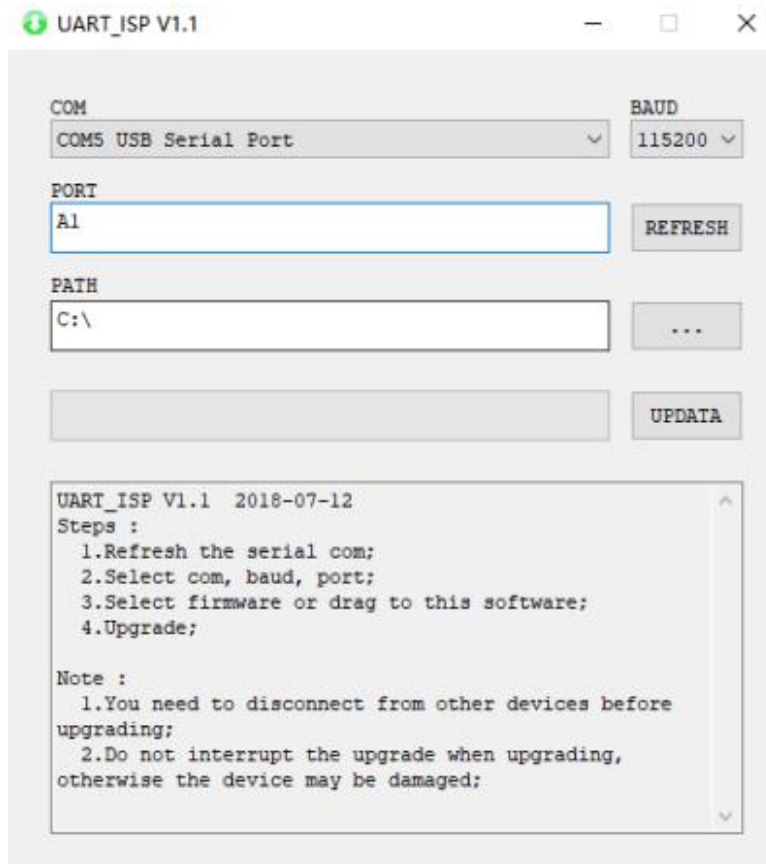 UART_ISP V1.1
COM
BAUD
COM5 USB Serial Port
115200
PORT
A1
REFRESH
PATH
C:\
...
UPDATA
UART_ISP V1.1  2018-07-12
Steps :
  1.Refresh the serial com;
  2.Select com, baud, port;
  3.Select firmware or drag to this software;
  4.Upgrade;
Note :
  1.You need to disconnect from other devices before
upgrading;
  2.Do not interrupt the upgrade when upgrading,
otherwise the device may be damaged;